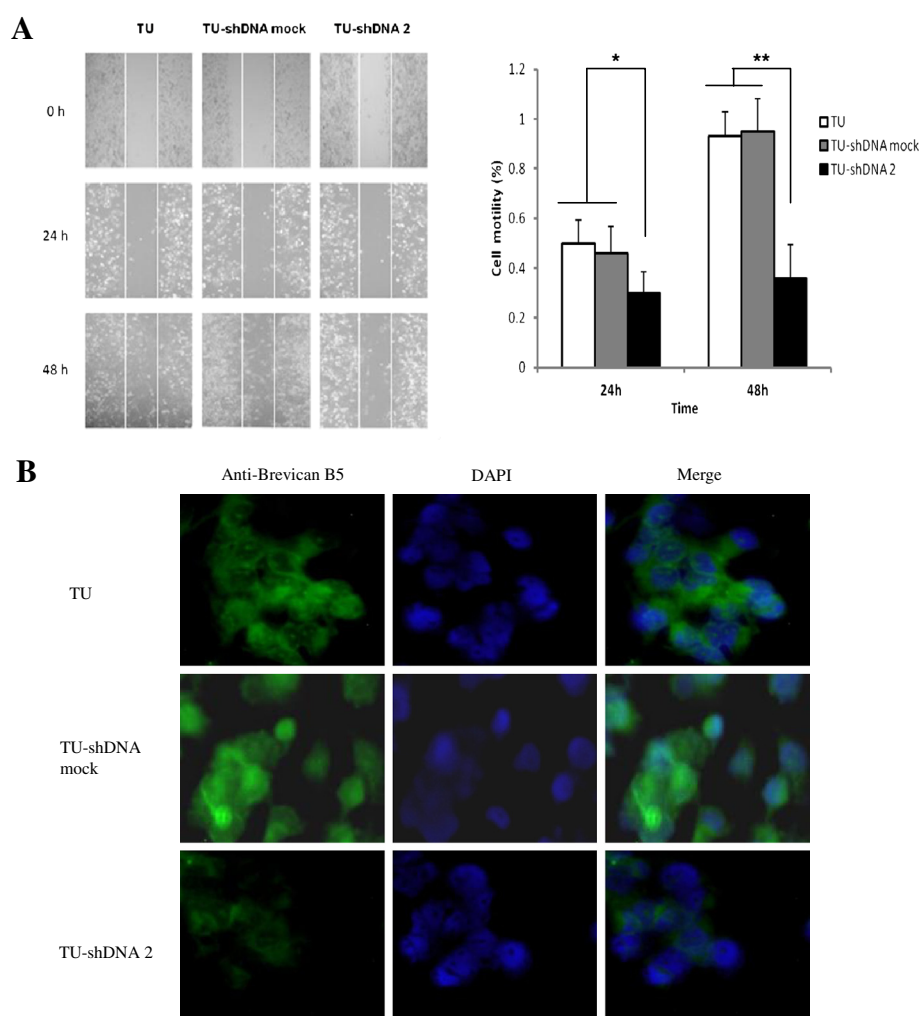 A
TU
TU-shDNA mock
TU-shDNA 2
0 h
24 h
48 h
*
**
1.2
1
0.8
0.6
0.4
0.2
0
Cell motility (%)
24h
48h
Time
TU
TU-shDNA mock
TU-shDNA 2
B
Anti-Brevican B5
DAPI
Merge
TU
TU-shDNA
mock
TU-shDNA 2